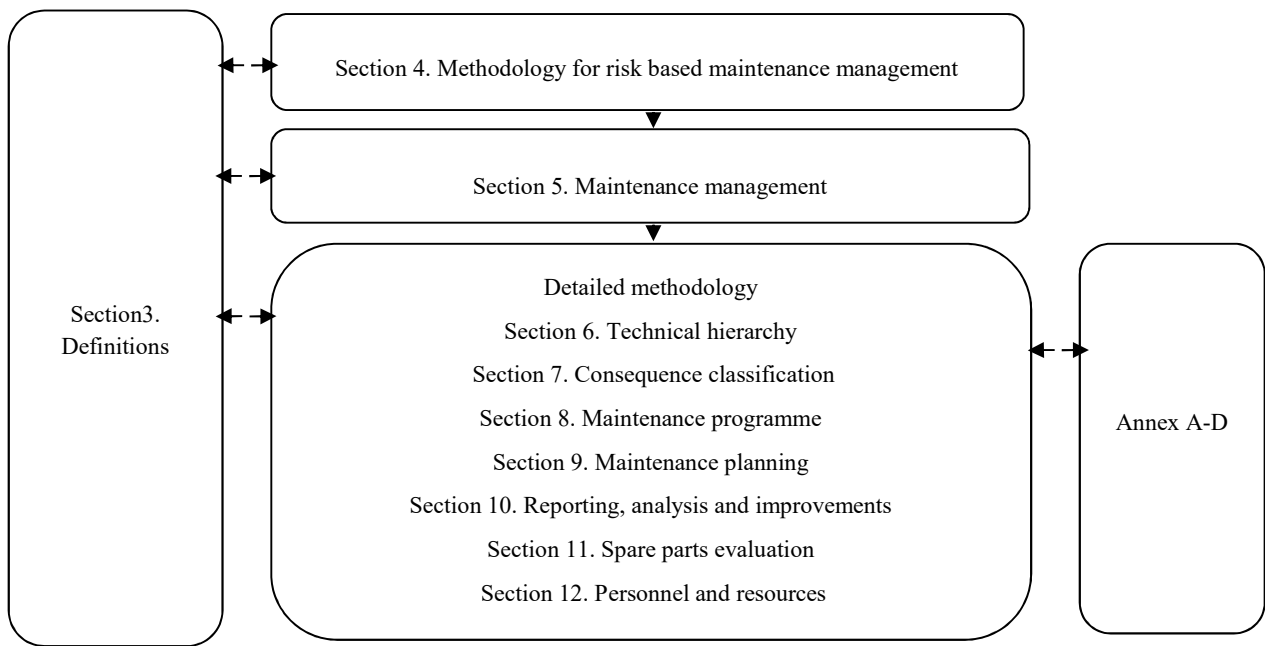 Section 4. Methodology for risk based maintenance management
Section 5. Maintenance management
Section3.
Definitions
Detailed methodology
Section 6. Technical hierarchy
Section 7. Consequence classification
Section 8. Maintenance programme
Section 9. Maintenance planning
Section 10. Reporting, analysis and improvements
Section 11. Spare parts evaluation
Section 12. Personnel and resources
Annex A-D